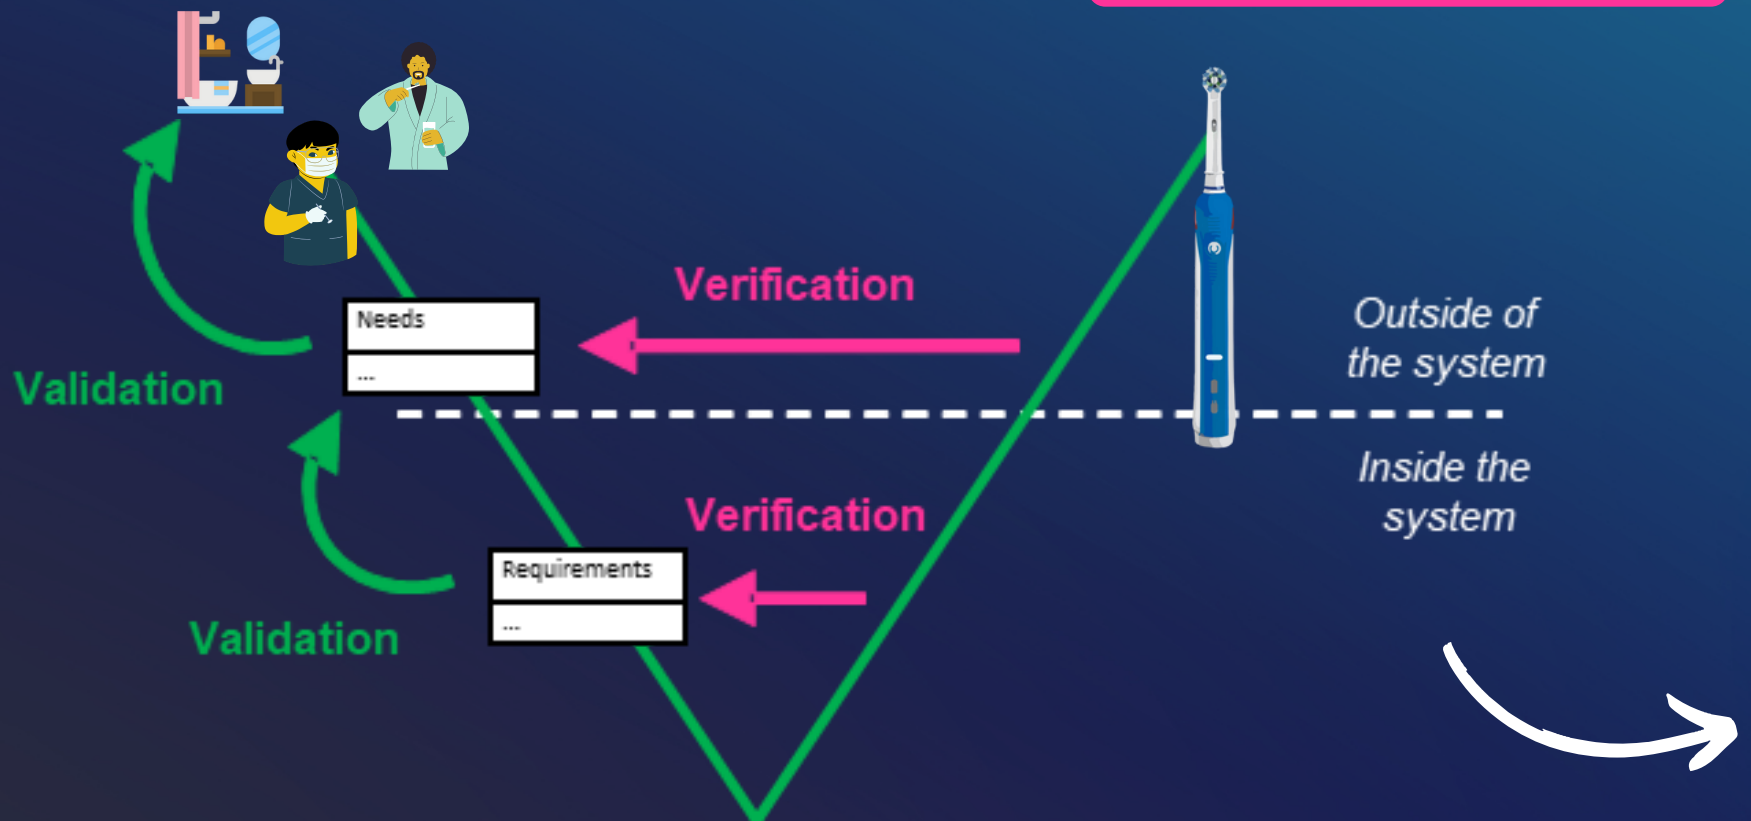 Verification
Needs
...
Outside of
the system
Validation
Inside the
system
Verification
Requirements
...
Validation